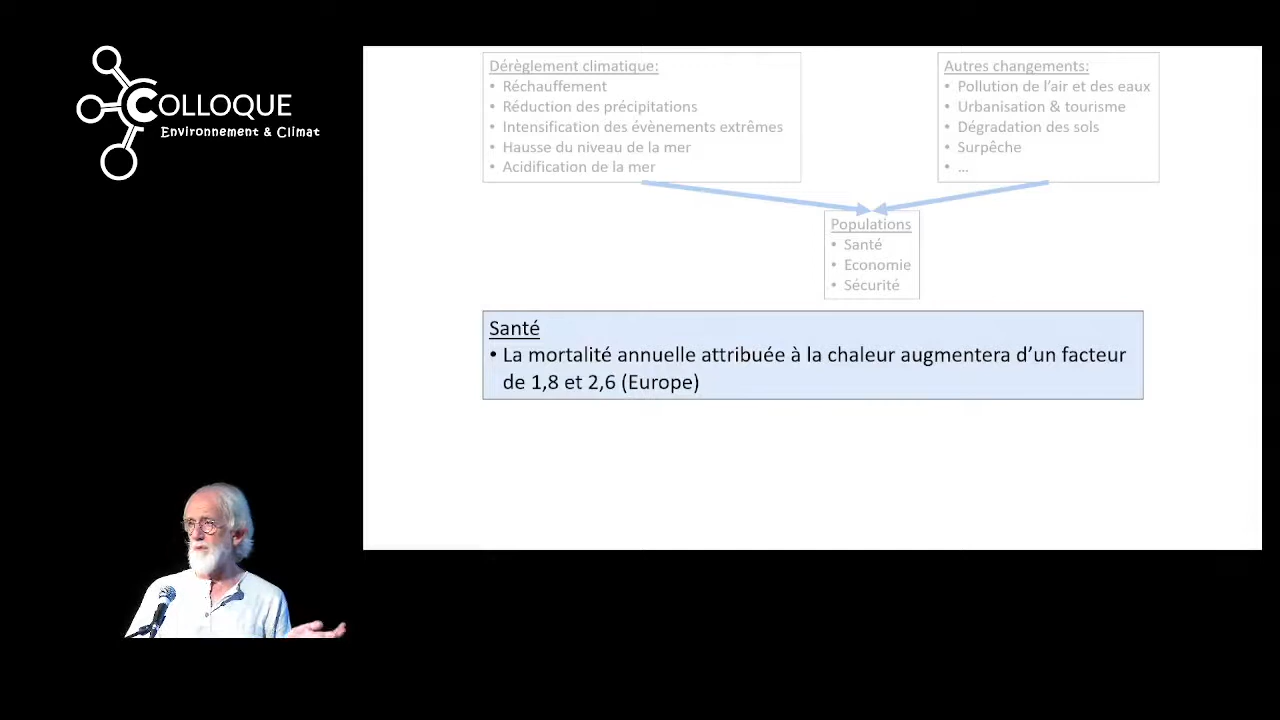 COLLOQUE
Environnement & Climat
Dérèglement climatique:
• Réchauffement
• Réduction des précipitations
• Intensification des évènements extrêmes
• Hausse du niveau de la mer
• Acidification de la mer
Autres changements:
• Pollution de l’air et des eaux
• Urbanisation & tourisme
• Dégradation des sols
• Surpêche
• ...
Populations
• Santé
• Economie
• Sécurité
Santé
• La mortalité annuelle attribuée à la chaleur augmentera d’un facteur
de 1,8 et 2,6 (Europe)